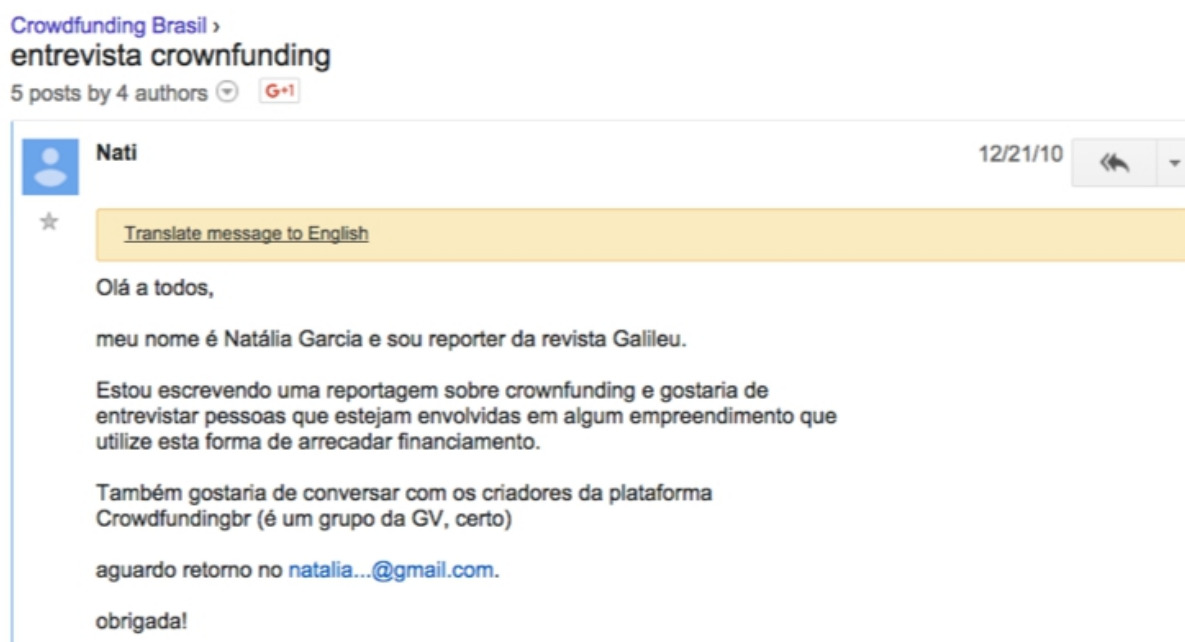 Crowdfunding Brasil ›
entrevista crownfunding
5 posts by 4 authors
G+1
Nati
12/21/10
Translate message to English
Olá a todos,
meu nome é Natália Garcia e sou reporter da revista Galileu.
Estou escrevendo uma reportagem sobre crownfunding e gostaria de
entrevistar pessoas que estejam envolvidas em algum empreendimento que
utilize esta forma de arrecadar financiamento.
Também gostaria de conversar com os criadores da plataforma
Crowdfundingbr (é um grupo da GV, certo)
aguardo retorno no natalia...@gmail.com.
obrigada!